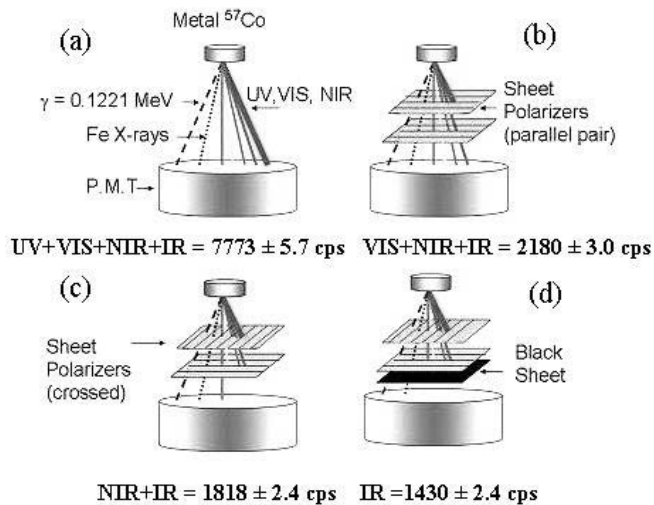 (a)
Metal ⁵⁷Co
(b)
γ = 0.1221 MeV
UV,VIS, NIR
Fe X-rays
P.M.T
Sheet
Polarizers
(parallel pair)
UV+VIS+NIR+IR = 7773 ± 5.7 cps
VIS+NIR+IR = 2180 ± 3.0 cps
(c)
(d)
Sheet
Polarizers
(crossed)
Black
Sheet
NIR+IR = 1818 ± 2.4 cps
IR =1430 ± 2.4 cps